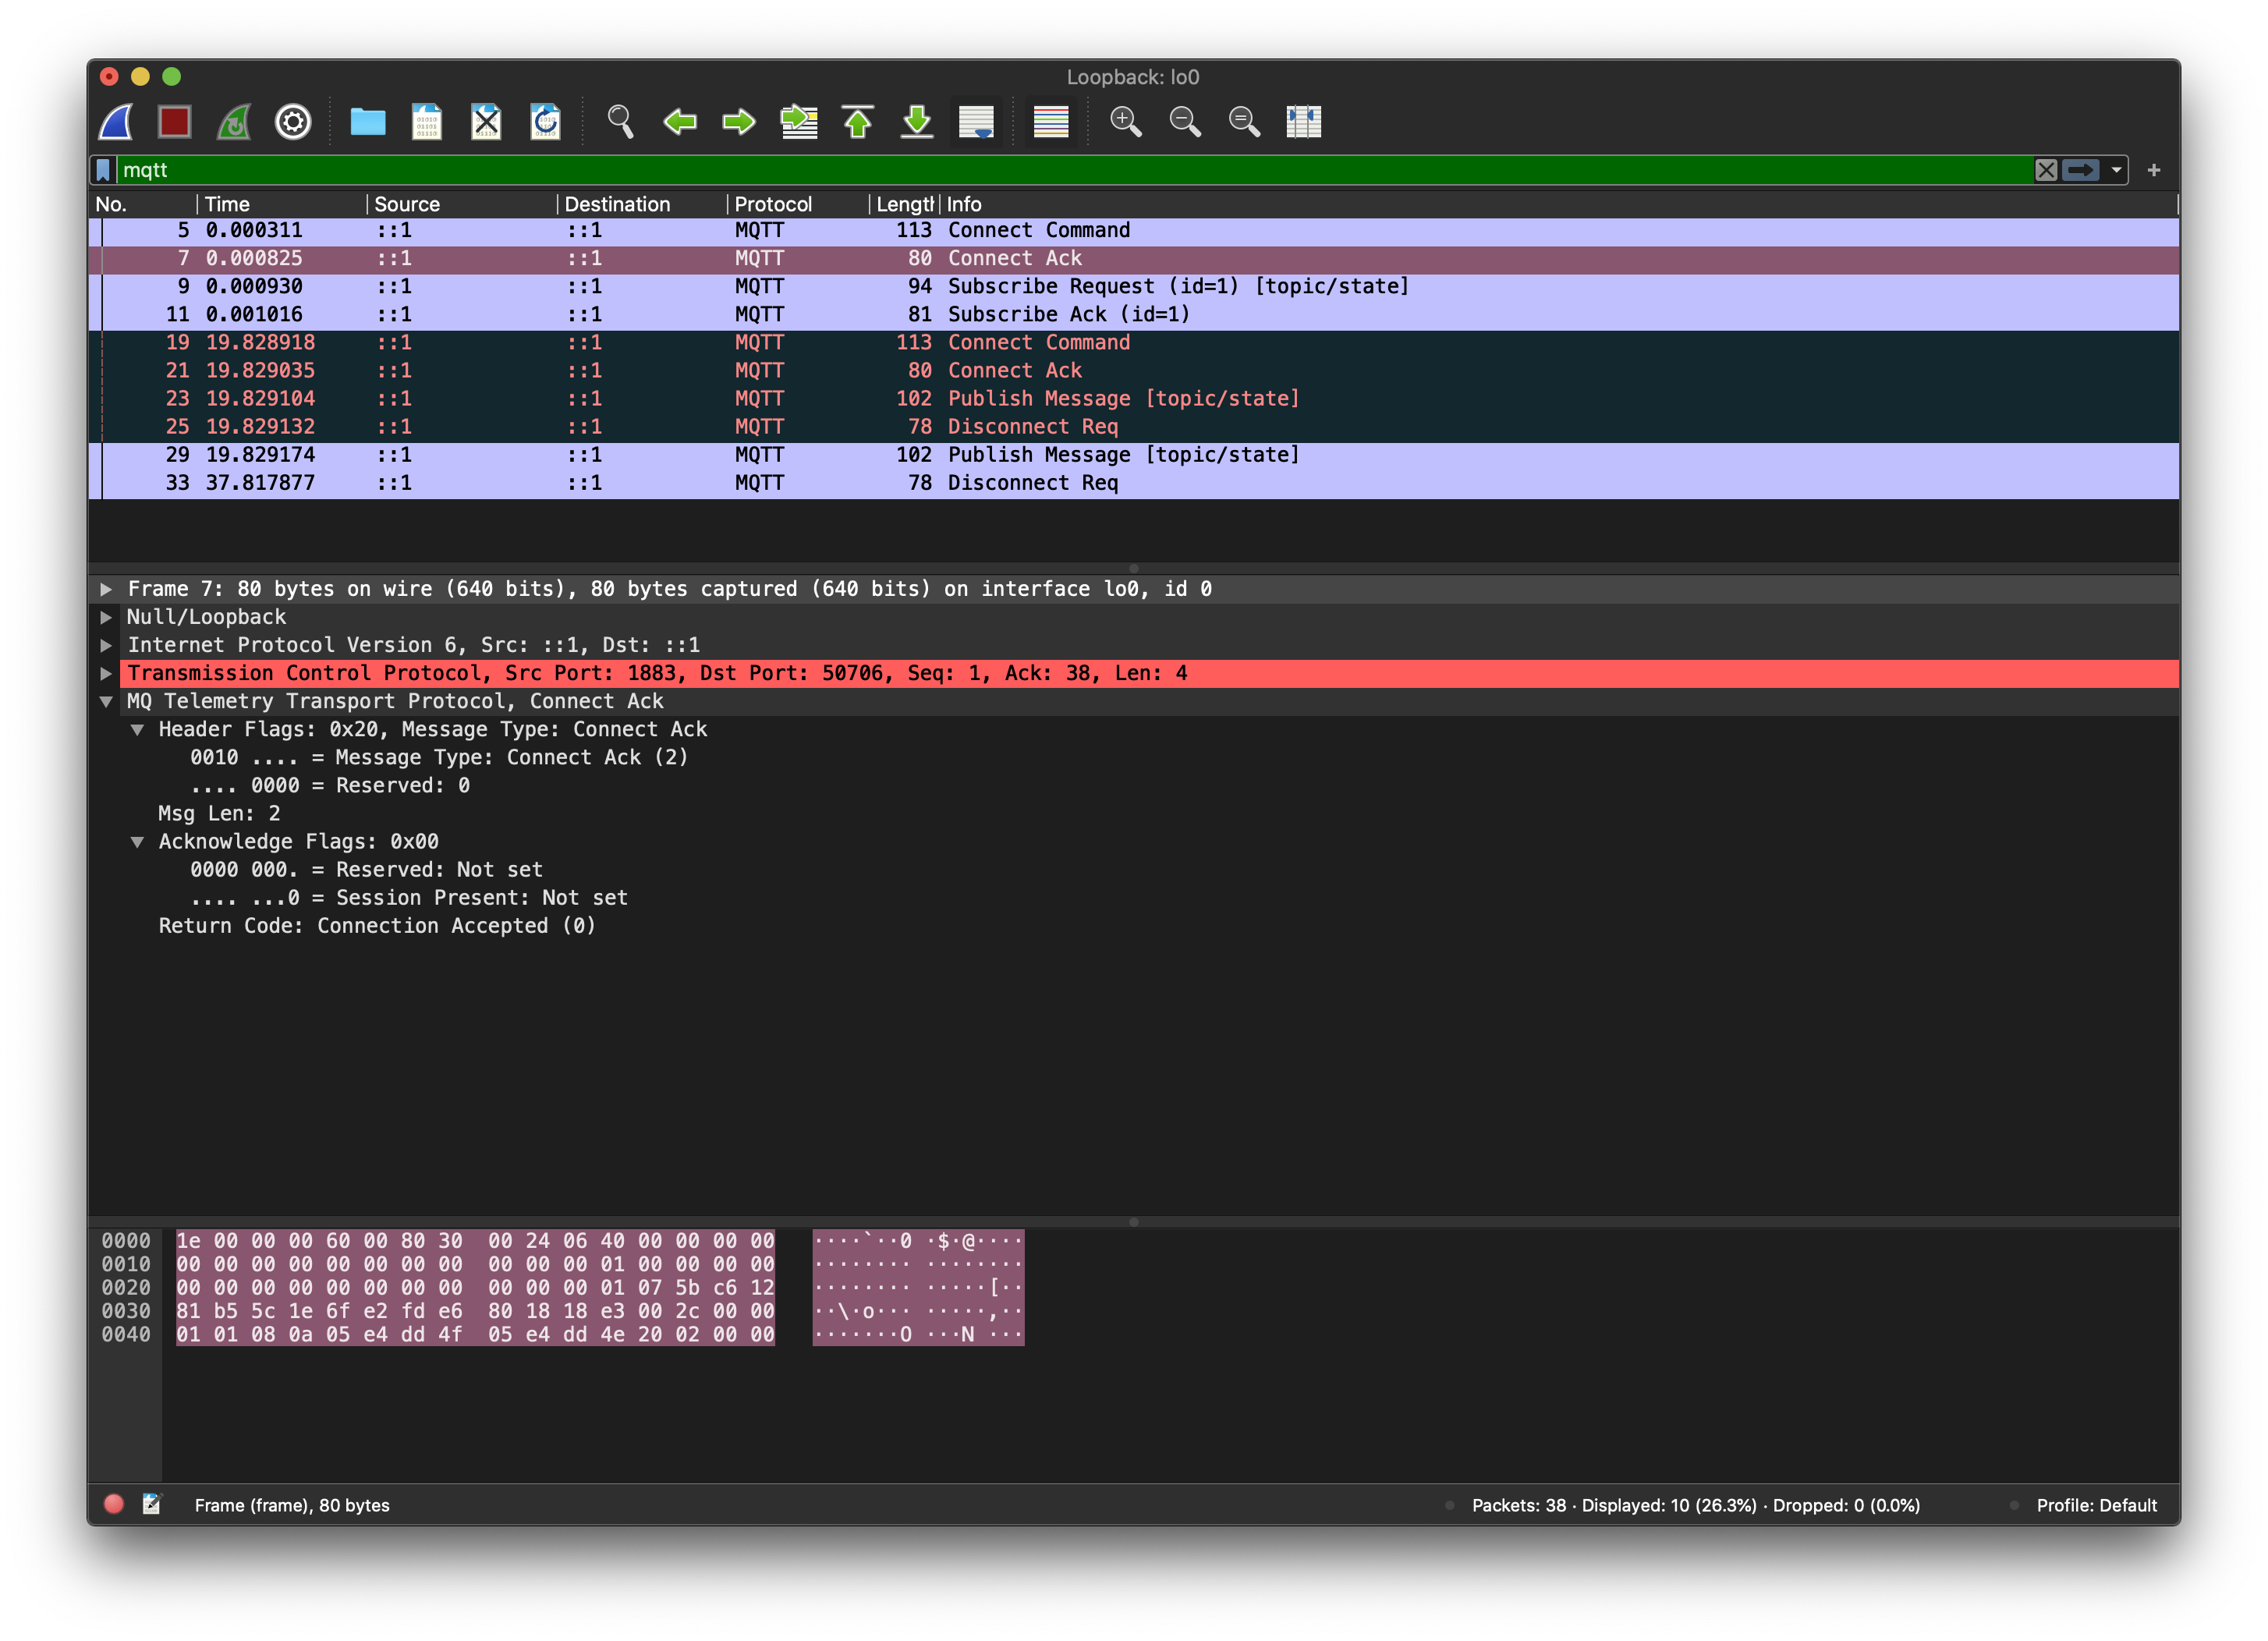 Loopback: lo0
mqtt
No. Time Source Destination Protocol Lengt Info
5 0.000311 ::1 ::1 MQTT 113 Connect Command
7 0.000825 ::1 ::1 MQTT 80 Connect Ack
9 0.000930 ::1 ::1 MQTT 94 Subscribe Request (id=1) [topic/state]
11 0.001016 ::1 ::1 MQTT 81 Subscribe Ack (id=1)
19 19.828918 ::1 ::1 MQTT 113 Connect Command
21 19.829035 ::1 ::1 MQTT 80 Connect Ack
23 19.829104 ::1 ::1 MQTT 102 Publish Message [topic/state]
25 19.829132 ::1 ::1 MQTT 78 Disconnect Req
29 19.829174 ::1 ::1 MQTT 102 Publish Message [topic/state]
33 37.817877 ::1 ::1 MQTT 78 Disconnect Req
Frame 7: 80 bytes on wire (640 bits), 80 bytes captured (640 bits) on interface lo0, id 0
Null/Loopback
Internet Protocol Version 6, Src: ::1, Dst: ::1
Transmission Control Protocol, Src Port: 1883, Dst Port: 50706, Seq: 1, Ack: 38, Len: 4
MQ Telemetry Transport Protocol, Connect Ack
Header Flags: 0x20, Message Type: Connect Ack
0010 .... = Message Type: Connect Ack (2)
.... 0000 = Reserved: 0
Msg Len: 2
Acknowledge Flags: 0x00
0000 000. = Reserved: Not set
.... ...0 = Session Present: Not set
Return Code: Connection Accepted (0)
0000 1e 00 00 00 60 00 80 30 00 24 06 40 00 00 00 00 ····`··0 ·$·@····
0010 00 00 00 00 00 00 00 00 00 00 00 01 00 00 00 00 ········ ········
0020 00 00 00 00 00 00 00 00 00 00 00 01 07 5b c6 12 ········ ·····[··
0030 81 b5 5c 1e 6f e2 fd e6 80 18 18 e3 00 2c 00 00 ··\·o··· ·····,··
0040 01 01 08 0a 05 e4 dd 4f 05 e4 dd 4e 20 02 00 00 ·······O ···N ···
Frame (frame), 80 bytes
Packets: 38 · Displayed: 10 (26.3%) · Dropped: 0 (0.0%)
Profile: Default